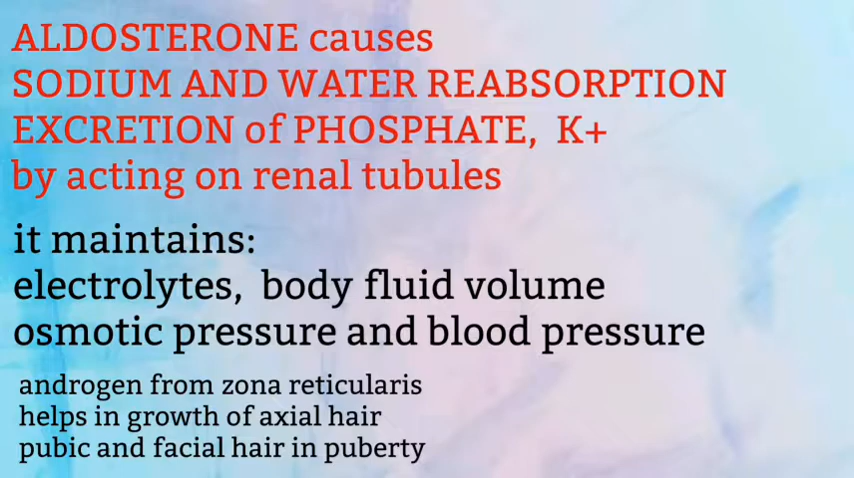 ALDOSTERONE causes
SODIUM AND WATER REABSORPTION
EXCRETION of PHOSPHATE, K+
by acting on renal tubules
it maintains:
electrolytes, body fluid volume
osmotic pressure and blood pressure
androgen from zona reticularis
helps in growth of axial hair
pubic and facial hair in puberty